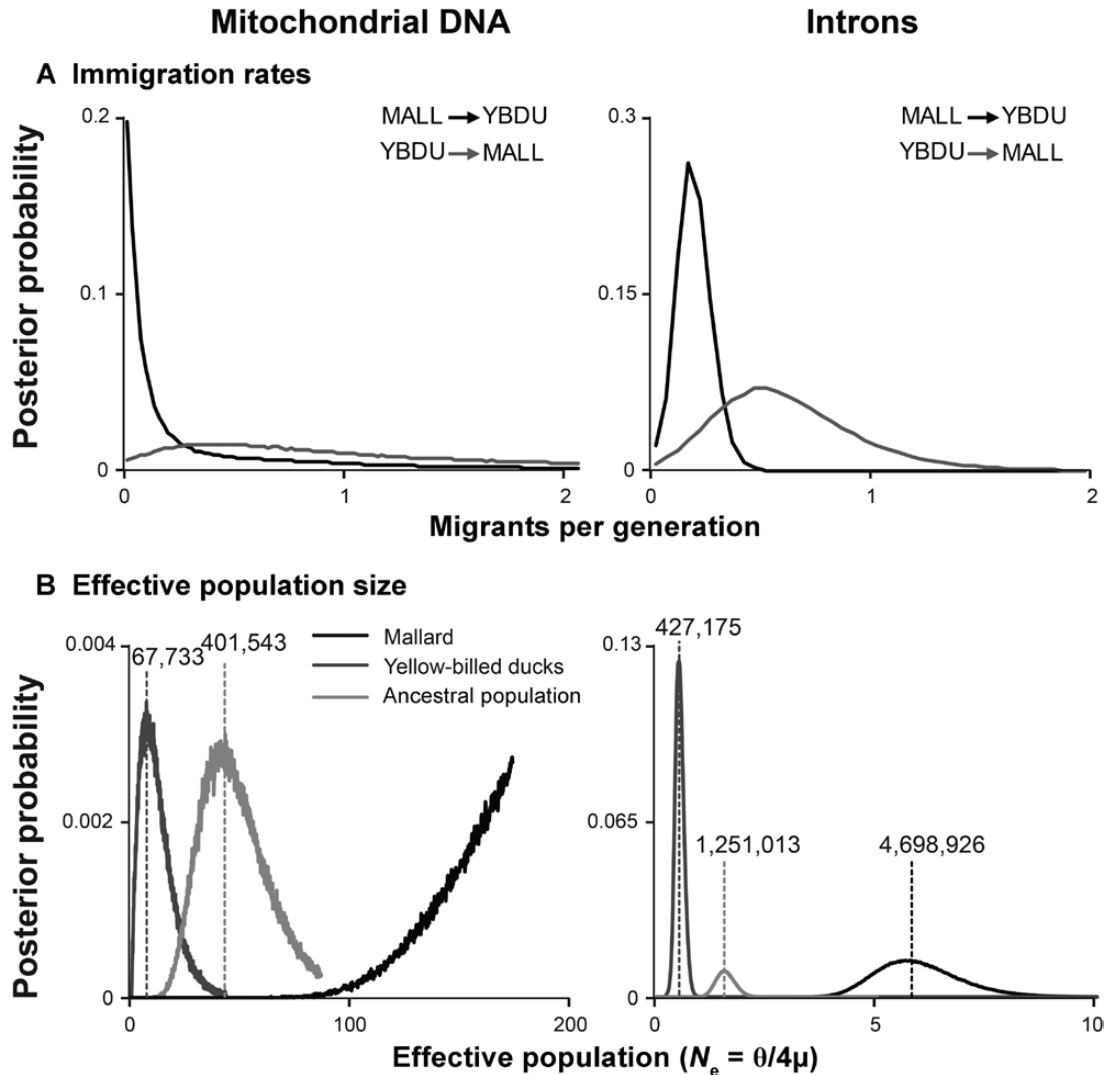 Mitochondrial DNA
Introns
A Immigration rates
Posterior probability
0.2
0.1
0
0
1
2
MALL → YBDU
YBDU → MALL
0.3
0.15
0
0
1
2
MALL → YBDU
YBDU → MALL
Migrants per generation
B Effective population size
Posterior probability
0.004
0.002
0
0
100
200
67,733
401,543
Mallard
Yellow-billed ducks
Ancestral population
0.13
0.065
0
0
5
10
427,175
1,251,013
4,698,926
Effective population (Ne = θ/4μ)